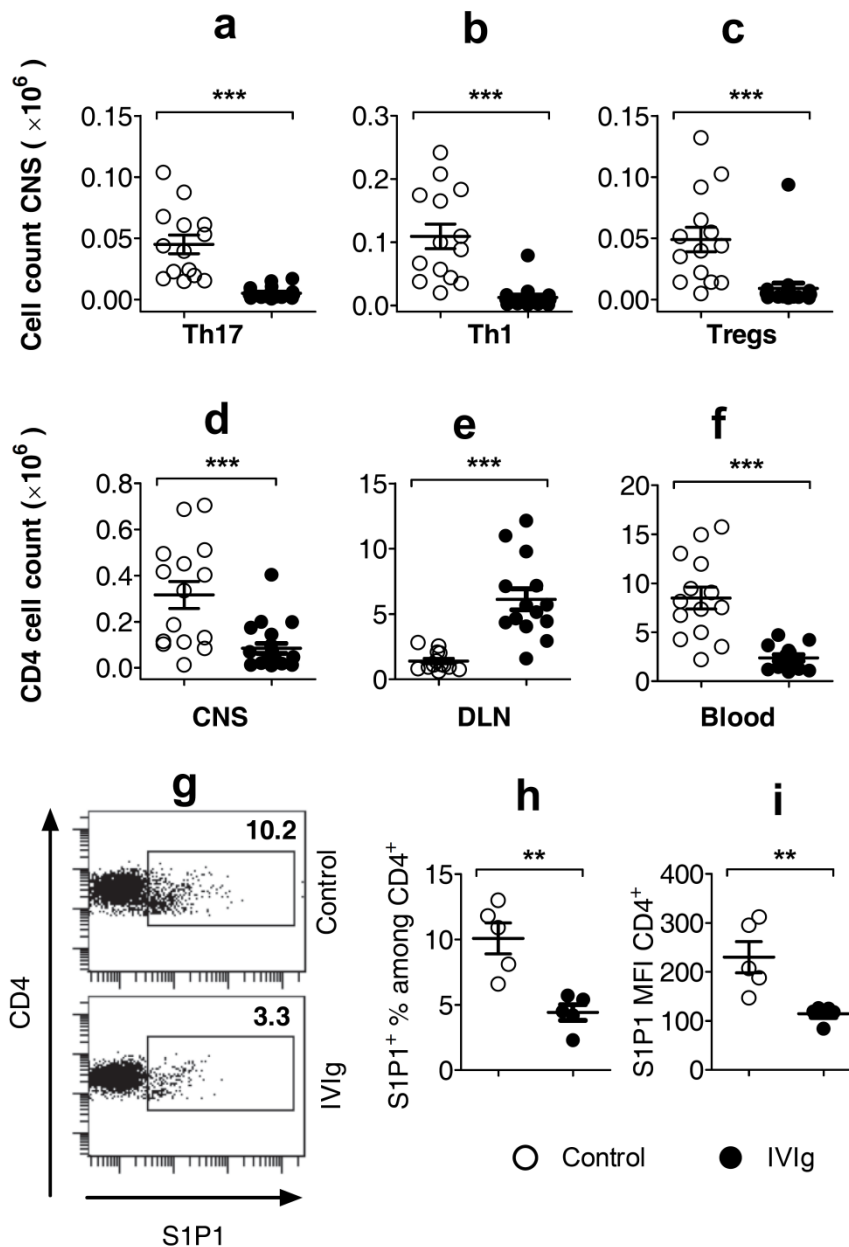 a b c
Cell count CNS (×10⁶)
*** *** ***
0.15 0.3 0.15
0.10 0.2 0.10
0.05 0.1 0.05
0.00 0.0 0.00
Th17 Th1 Tregs
d e f
CD4 cell count (×10⁶)
*** *** ***
0.8 15 20
0.6 10 15
0.4 5 10
0.2 0 5
0.0 0
CNS DLN Blood
g h i
CD4
10.2
Control
3.3
IVIg
S1P1
S1P1⁺ % among CD4⁺
**
15
10
5
0
S1P1 MFI CD4⁺
**
400
300
200
100
0
Control IVIg